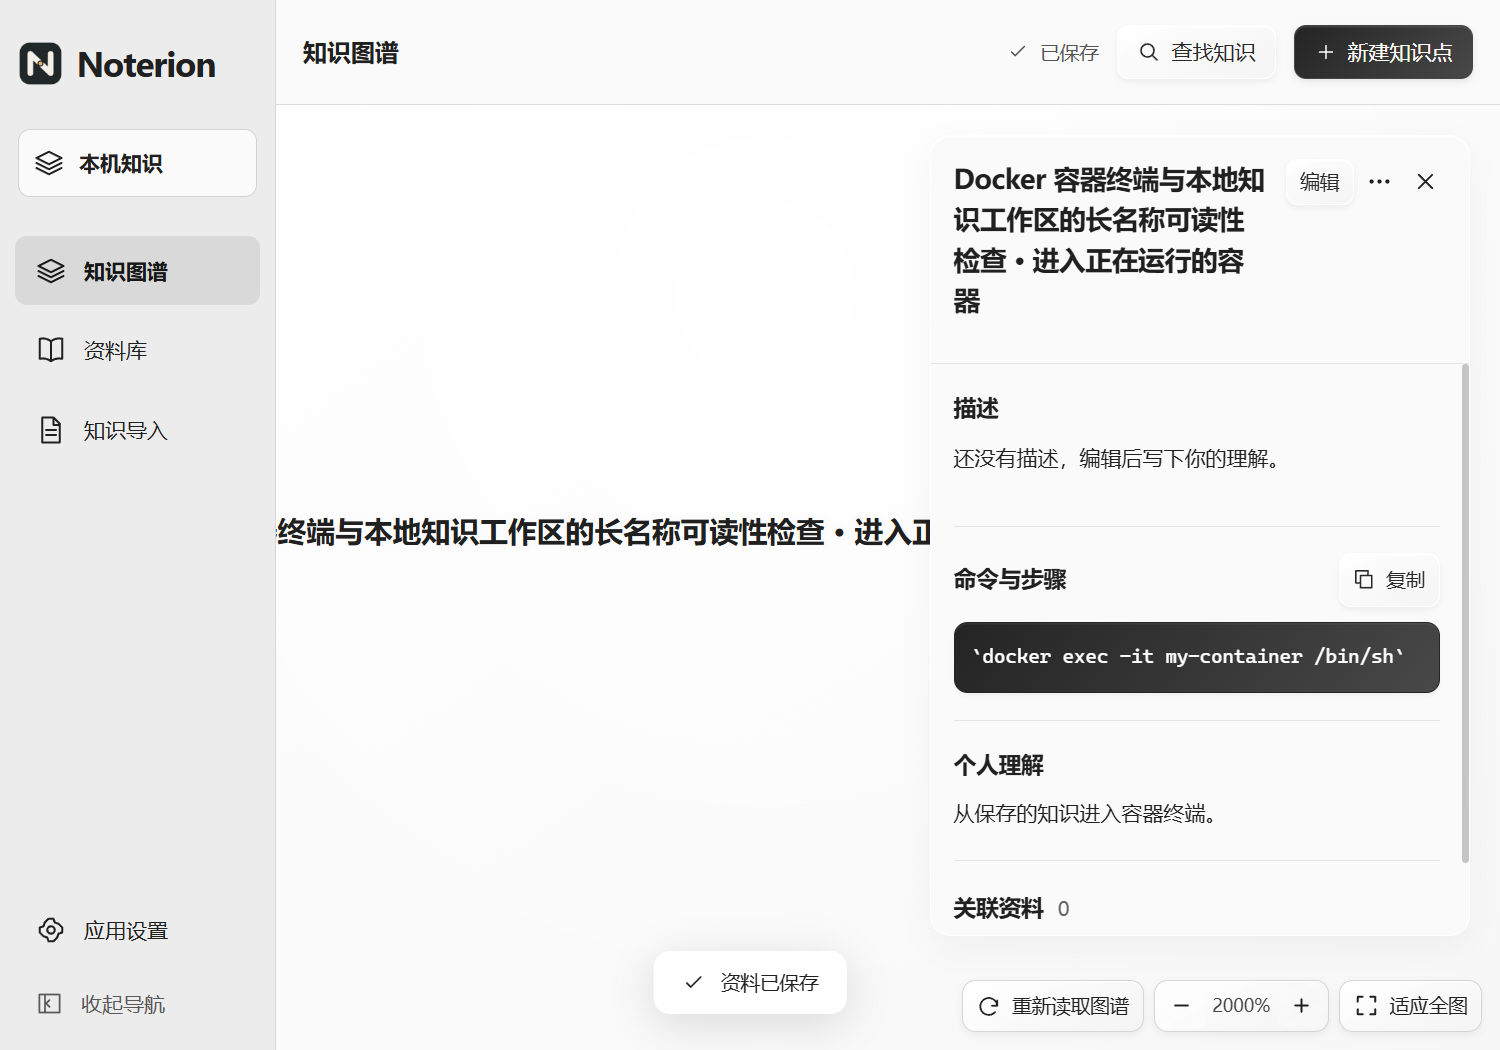 Noterion
本机知识
知识图谱
资料库
知识导入
应用设置
收起导航
知识图谱
已保存
查找知识
新建知识点
终端与本地知识工作区的长名称可读性检查・进入正
Docker 容器终端与本地知
识工作区的长名称可读性
检查・进入正在运行的容
器
编辑
描述
还没有描述，编辑后写下你的理解。
命令与步骤
复制
`docker exec -it my-container /bin/sh`
个人理解
从保存的知识进入容器终端。
关联资料 0
资料已保存
重新读取图谱
2000%
适应全图